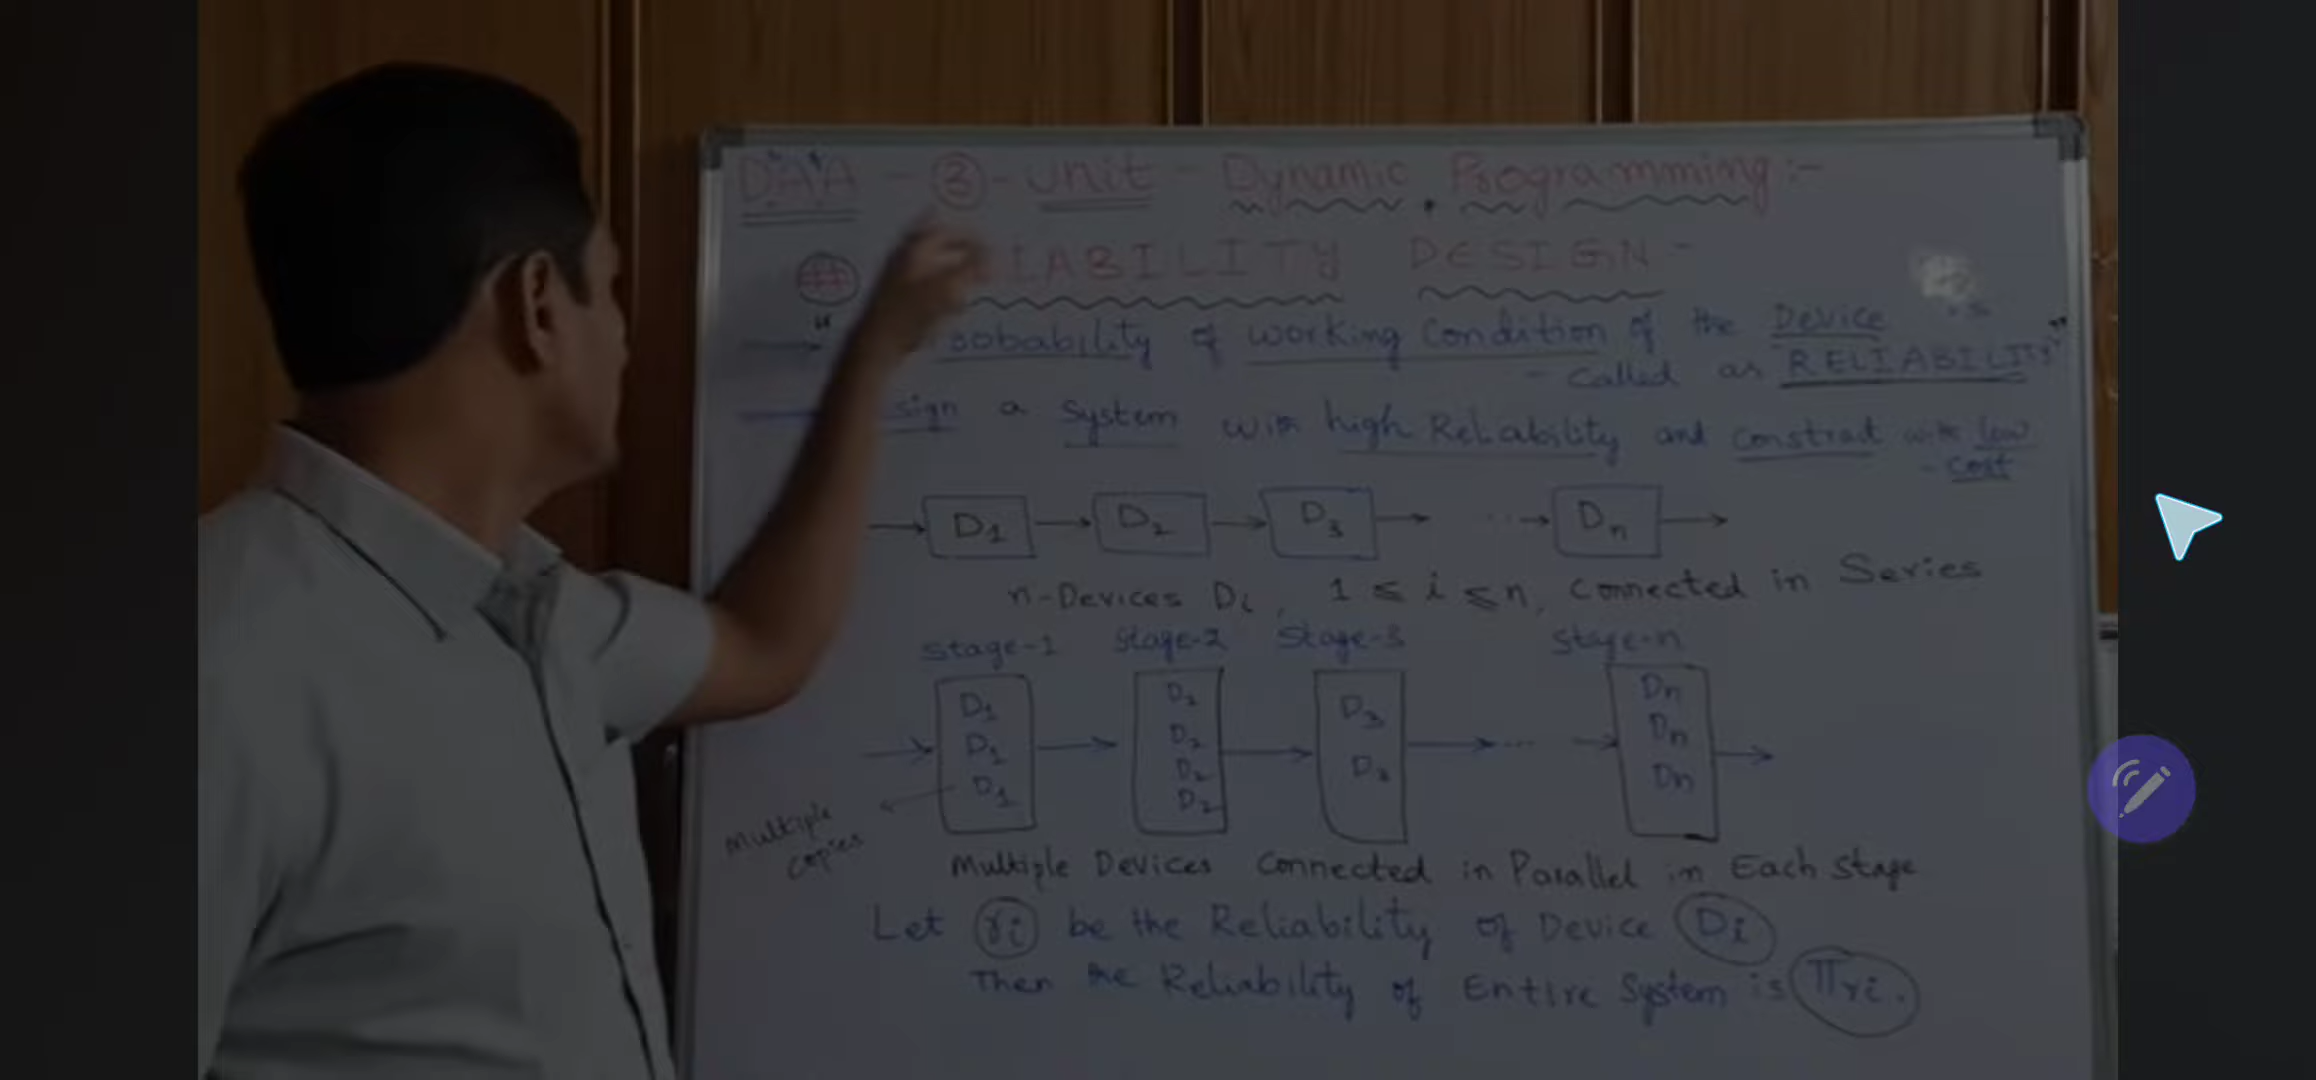 DAA - 3 - Unit - Dynamic Programming:-
LIABILITY DESIGN -
obability of working Condition of the Device is
- called as RELIABILITY"
sign a system with high Reliability and construct with low
- cost
D1 D2 D3 Dn
n-Devices Di, 1 ≤ i ≤ n, connected in Series
Stage-1 Stage-2 Stage-3 Stage-n
D1 D2 D3 Dn
D1 D2 D3 Dn
D1 D2 Dn
D2
Multiple
copies
Multiple Devices connected in Parallel in Each stage
Let ri be the Reliability of Device Di
Then the Reliability of Entire System is Πri.